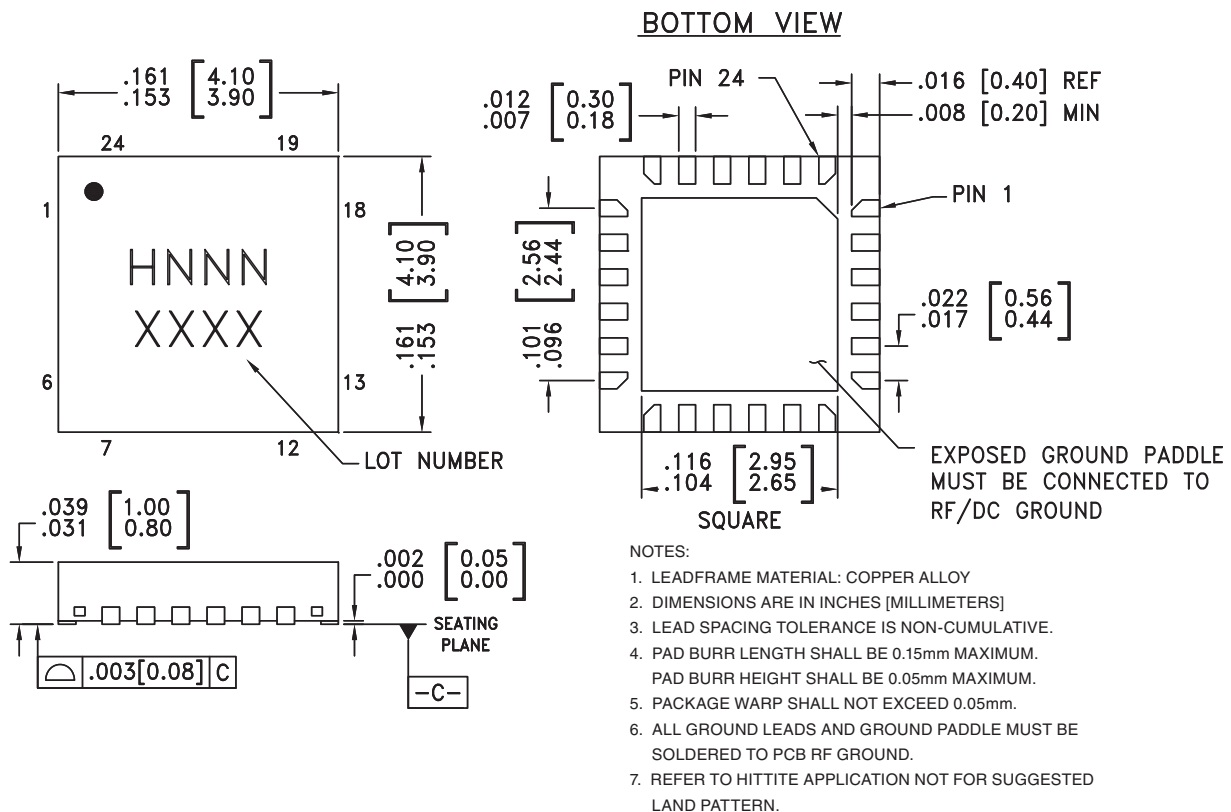 BOTTOM VIEW
.161 [4.10]
.153 [3.90]
24
19
1
18
HNNN
XXXX
6
13
7
12
LOT NUMBER
.161 [4.10]
.153 [3.90]
PIN 24
.012 [0.30]
.007 [0.18]
.016 [0.40] REF
.008 [0.20] MIN
PIN 1
.101 [2.56]
.096 [2.44]
.022 [0.56]
.017 [0.44]
.116 [2.95]
.104 [2.65]
SQUARE
EXPOSED GROUND PADDLE
MUST BE CONNECTED TO
RF/DC GROUND
.039 [1.00]
.031 [0.80]
.002 [0.05]
.000 [0.00]
SEATING
PLANE
.003[0.08] C
-C-
NOTES:
1. LEADFRAME MATERIAL: COPPER ALLOY
2. DIMENSIONS ARE IN INCHES [MILLIMETERS]
3. LEAD SPACING TOLERANCE IS NON-CUMULATIVE.
4. PAD BURR LENGTH SHALL BE 0.15mm MAXIMUM.
PAD BURR HEIGHT SHALL BE 0.05mm MAXIMUM.
5. PACKAGE WARP SHALL NOT EXCEED 0.05mm.
6. ALL GROUND LEADS AND GROUND PADDLE MUST BE
SOLDERED TO PCB RF GROUND.
7. REFER TO HITTITE APPLICATION NOT FOR SUGGESTED
LAND PATTERN.